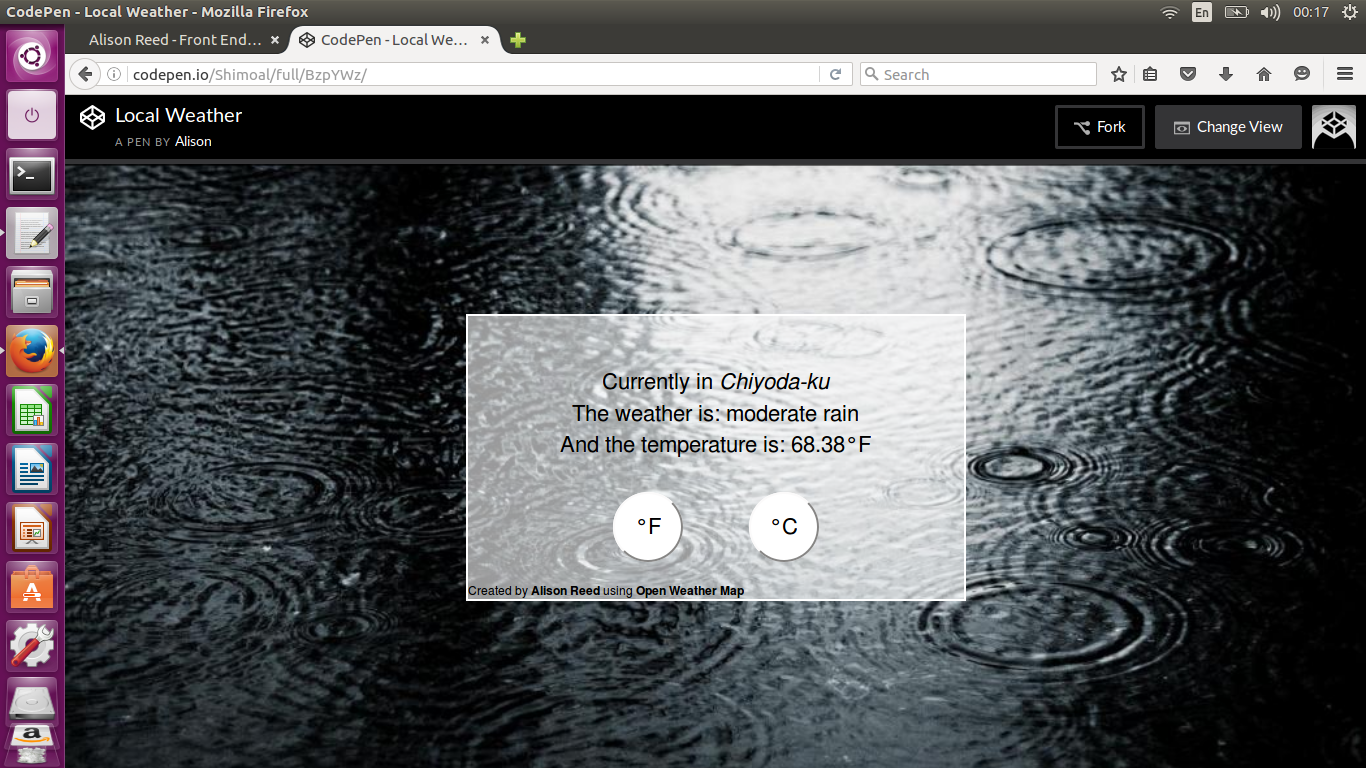 CodePen - Local Weather - Mozilla Firefox
En
00:17
Alison Reed - Front End...
CodePen - Local We...
codepen.io/Shimoal/full/BzpYWz/
Search
Local Weather
A PEN BY Alison
Fork
Change View
Currently in Chiyoda-ku
The weather is: moderate rain
And the temperature is: 68.38°F
°F
°C
Created by Alison Reed using Open Weather Map